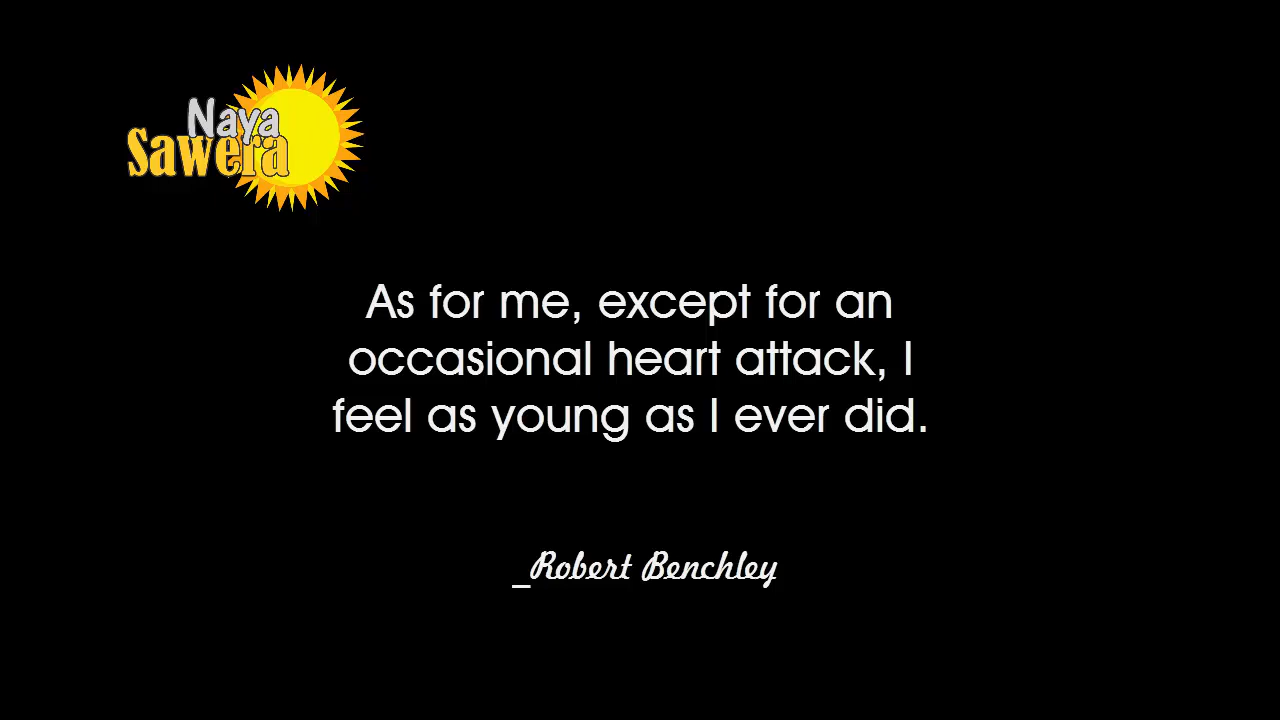 Naya
Sawera
As for me, except for an
occasional heart attack, I
feel as young as I ever did.
_Robert Benchley